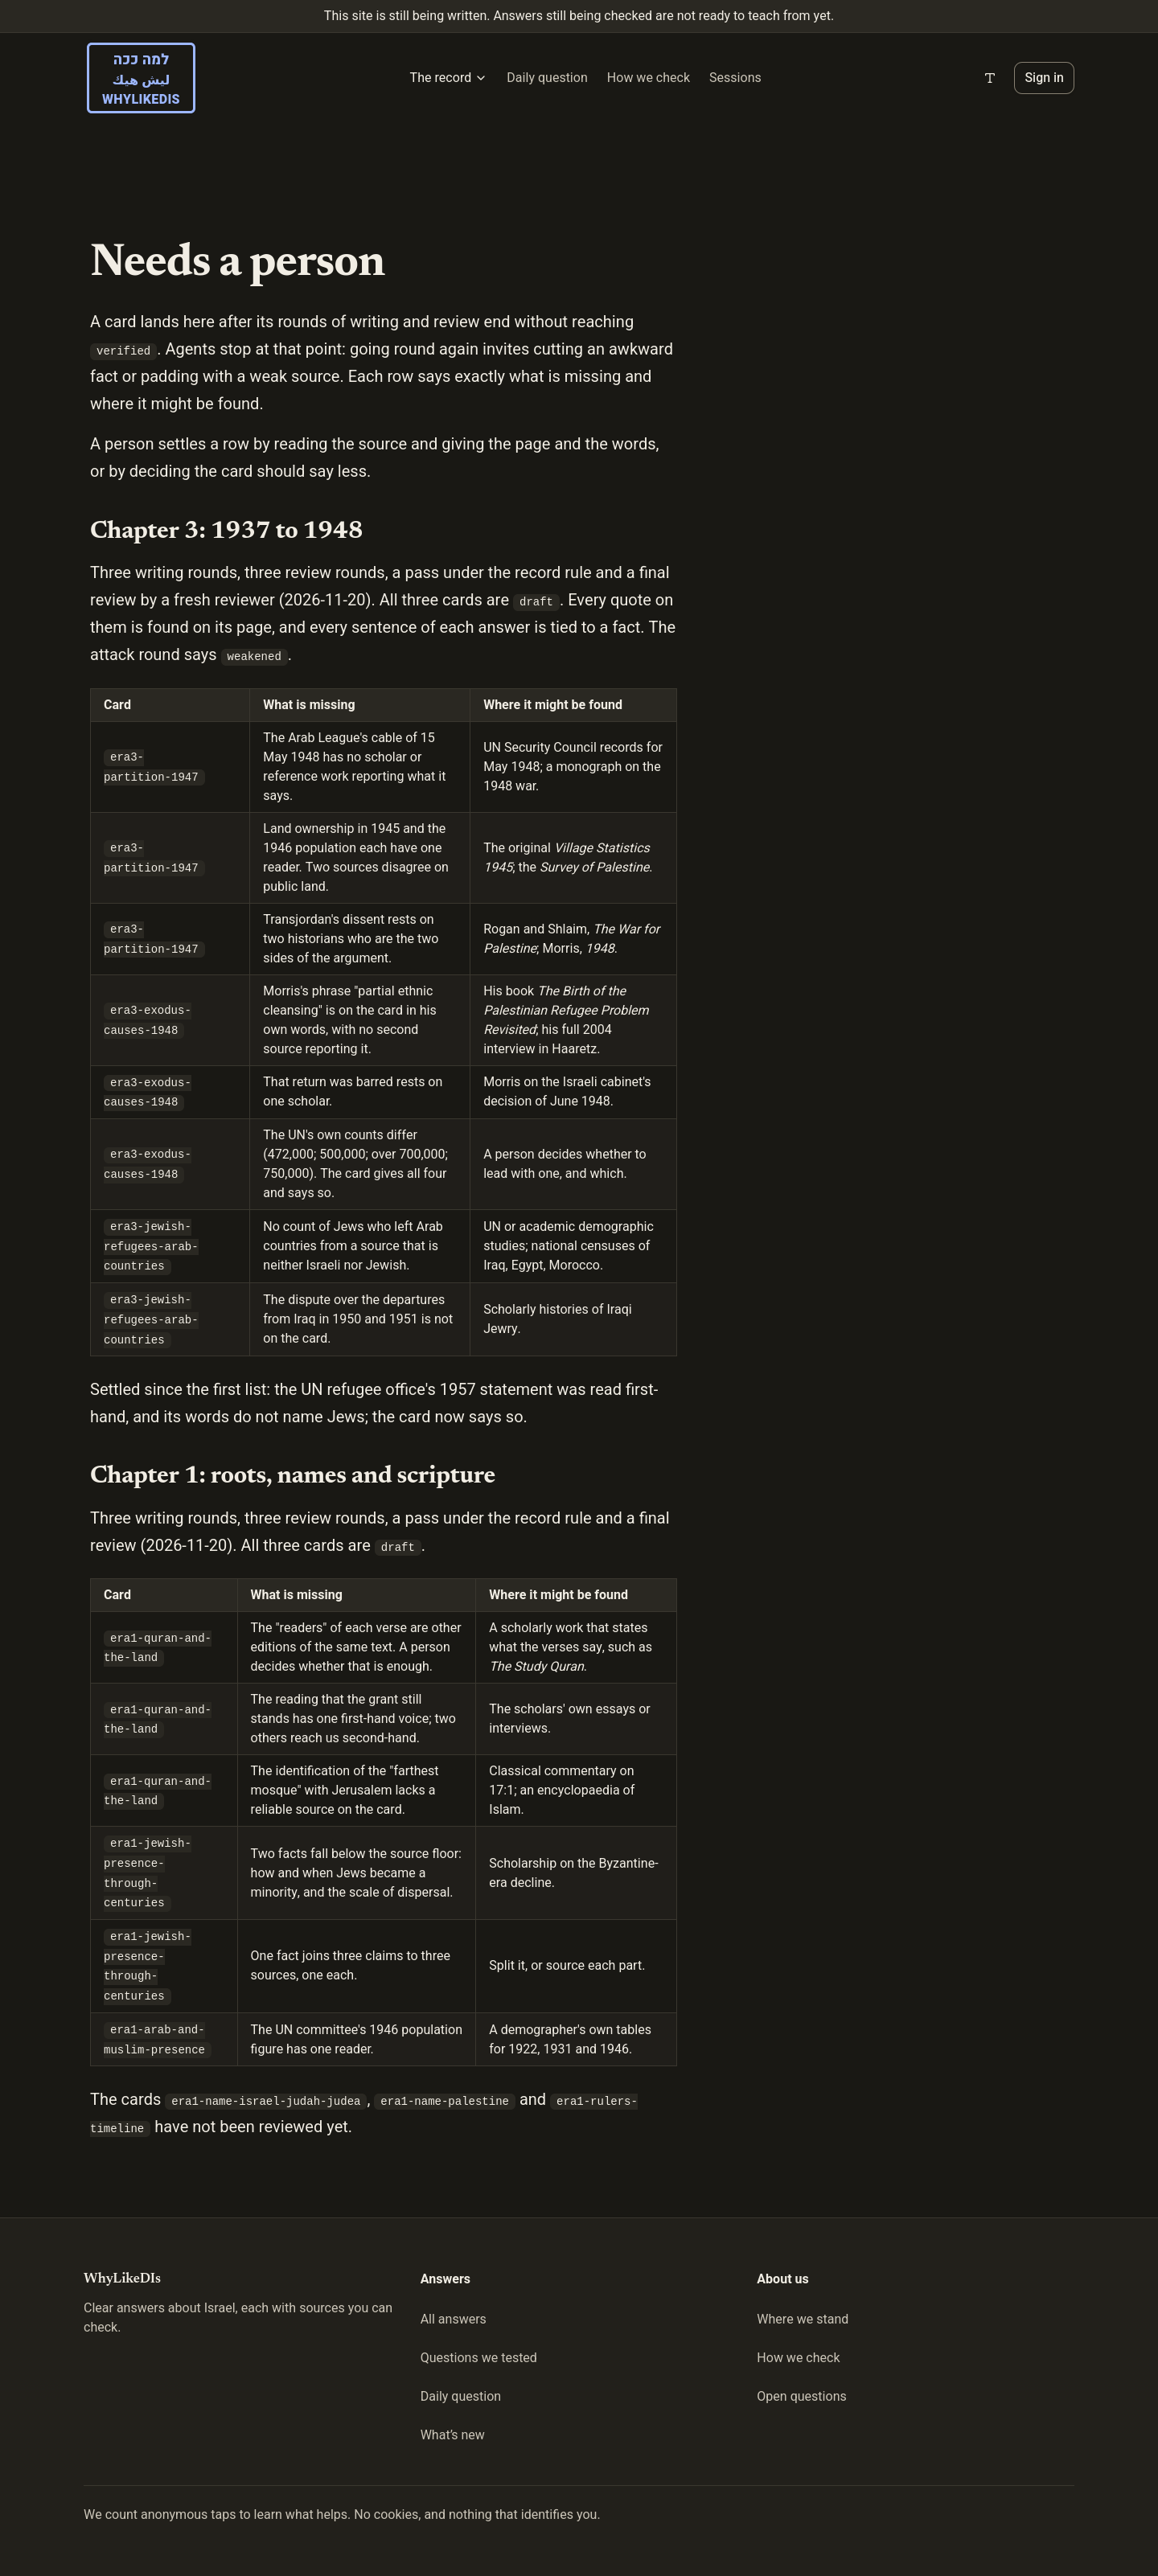 This site is still being written. Answers still being checked are not ready to teach from yet.
למה ככה
ليش هيك
WHYLIKEDIS
The record
Daily question
How we check
Sessions
T
Sign in
Needs a person
A card lands here after its rounds of writing and review end without reaching
verified. Agents stop at that point: going round again invites cutting an awkward
fact or padding with a weak source. Each row says exactly what is missing and
where it might be found.
A person settles a row by reading the source and giving the page and the words,
or by deciding the card should say less.
Chapter 3: 1937 to 1948
Three writing rounds, three review rounds, a pass under the record rule and a final
review by a fresh reviewer (2026-11-20). All three cards are draft. Every quote on
them is found on its page, and every sentence of each answer is tied to a fact. The
attack round says weakened.
Card
What is missing
Where it might be found
era3-
partition-1947
The Arab League's cable of 15
May 1948 has no scholar or
reference work reporting what it
says.
UN Security Council records for
May 1948; a monograph on the
1948 war.
era3-
partition-1947
Land ownership in 1945 and the
1946 population each have one
reader. Two sources disagree on
public land.
The original Village Statistics
1945; the Survey of Palestine.
era3-
partition-1947
Transjordan's dissent rests on
two historians who are the two
sides of the argument.
Rogan and Shlaim, The War for
Palestine; Morris, 1948.
era3-exodus-
causes-1948
Morris's phrase "partial ethnic
cleansing" is on the card in his
own words, with no second
source reporting it.
His book The Birth of the
Palestinian Refugee Problem
Revisited; his full 2004
interview in Haaretz.
era3-exodus-
causes-1948
That return was barred rests on
one scholar.
Morris on the Israeli cabinet's
decision of June 1948.
era3-exodus-
causes-1948
The UN's own counts differ
(472,000; 500,000; over 700,000;
750,000). The card gives all four
and says so.
A person decides whether to
lead with one, and which.
era3-jewish-
refugees-arab-
countries
No count of Jews who left Arab
countries from a source that is
neither Israeli nor Jewish.
UN or academic demographic
studies; national censuses of
Iraq, Egypt, Morocco.
era3-jewish-
refugees-arab-
countries
The dispute over the departures
from Iraq in 1950 and 1951 is not
on the card.
Scholarly histories of Iraqi
Jewry.
Settled since the first list: the UN refugee office's 1957 statement was read first-
hand, and its words do not name Jews; the card now says so.
Chapter 1: roots, names and scripture
Three writing rounds, three review rounds, a pass under the record rule and a final
review (2026-11-20). All three cards are draft.
Card
What is missing
Where it might be found
era1-quran-and-
the-land
The "readers" of each verse are other
editions of the same text. A person
decides whether that is enough.
A scholarly work that states
what the verses say, such as
The Study Quran.
era1-quran-and-
the-land
The reading that the grant still
stands has one first-hand voice; two
others reach us second-hand.
The scholars' own essays or
interviews.
era1-quran-and-
the-land
The identification of the "farthest
mosque" with Jerusalem lacks a
reliable source on the card.
Classical commentary on
17:1; an encyclopaedia of
Islam.
era1-jewish-
presence-
through-
centuries
Two facts fall below the source floor:
how and when Jews became a
minority, and the scale of dispersal.
Scholarship on the Byzantine-
era decline.
era1-jewish-
presence-
through-
centuries
One fact joins three claims to three
sources, one each.
Split it, or source each part.
era1-arab-and-
muslim-presence
The UN committee's 1946 population
figure has one reader.
A demographer's own tables
for 1922, 1931 and 1946.
The cards era1-name-israel-judah-judea, era1-name-palestine and era1-rulers-
timeline have not been reviewed yet.
WhyLikeDIs
Clear answers about Israel, each with sources you can
check.
Answers
All answers
Questions we tested
Daily question
What's new
About us
Where we stand
How we check
Open questions
We count anonymous taps to learn what helps. No cookies, and nothing that identifies you.